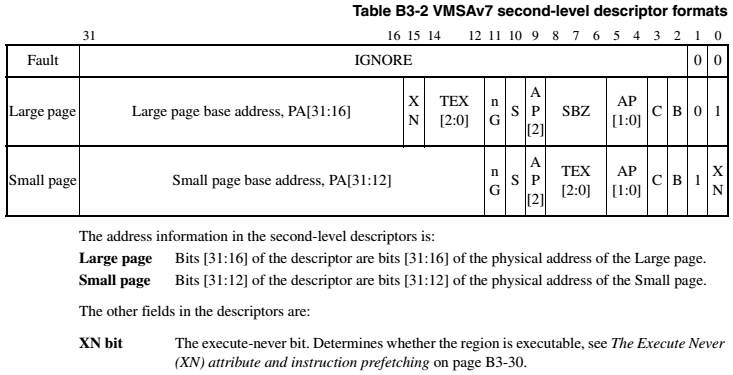 Table B3-2 VMSAv7 second-level descriptor formats
31 16 15 14 12 11 10 9 8 7 6 5 4 3 2 1 0
Fault IGNORE 0 0
Large page Large page base address, PA[31:16] XN TEX [2:0] nG S AP [2] SBZ AP [1:0] C B 0 1
Small page Small page base address, PA[31:12] nG S AP [2] TEX [2:0] AP [1:0] C B 1 XN
The address information in the second-level descriptors is:
Large page Bits [31:16] of the descriptor are bits [31:16] of the physical address of the Large page.
Small page Bits [31:12] of the descriptor are bits [31:12] of the physical address of the Small page.
The other fields in the descriptors are:
XN bit The execute-never bit. Determines whether the region is executable, see The Execute Never
(XN) attribute and instruction prefetching on page B3-30.